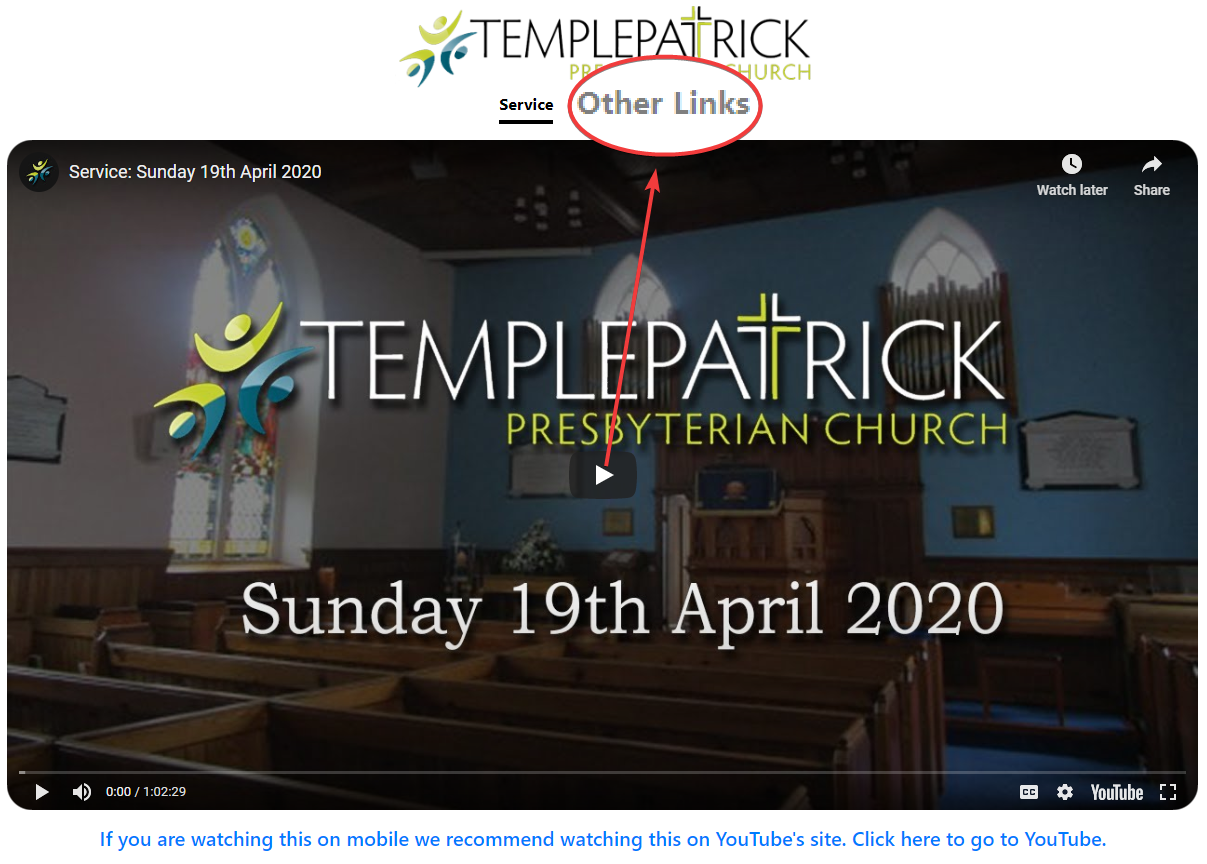 TEMPLEPATRICK
PRESBYTERIAN CHURCH
Service
Other Links
Service: Sunday 19th April 2020
Watch later
Share
TEMPLEPATRICK
PRESBYTERIAN CHURCH
Sunday 19th April 2020
0:00 / 1:02:29
CC
YouTube
If you are watching this on mobile we recommend watching this on YouTube's site. Click here to go to YouTube.